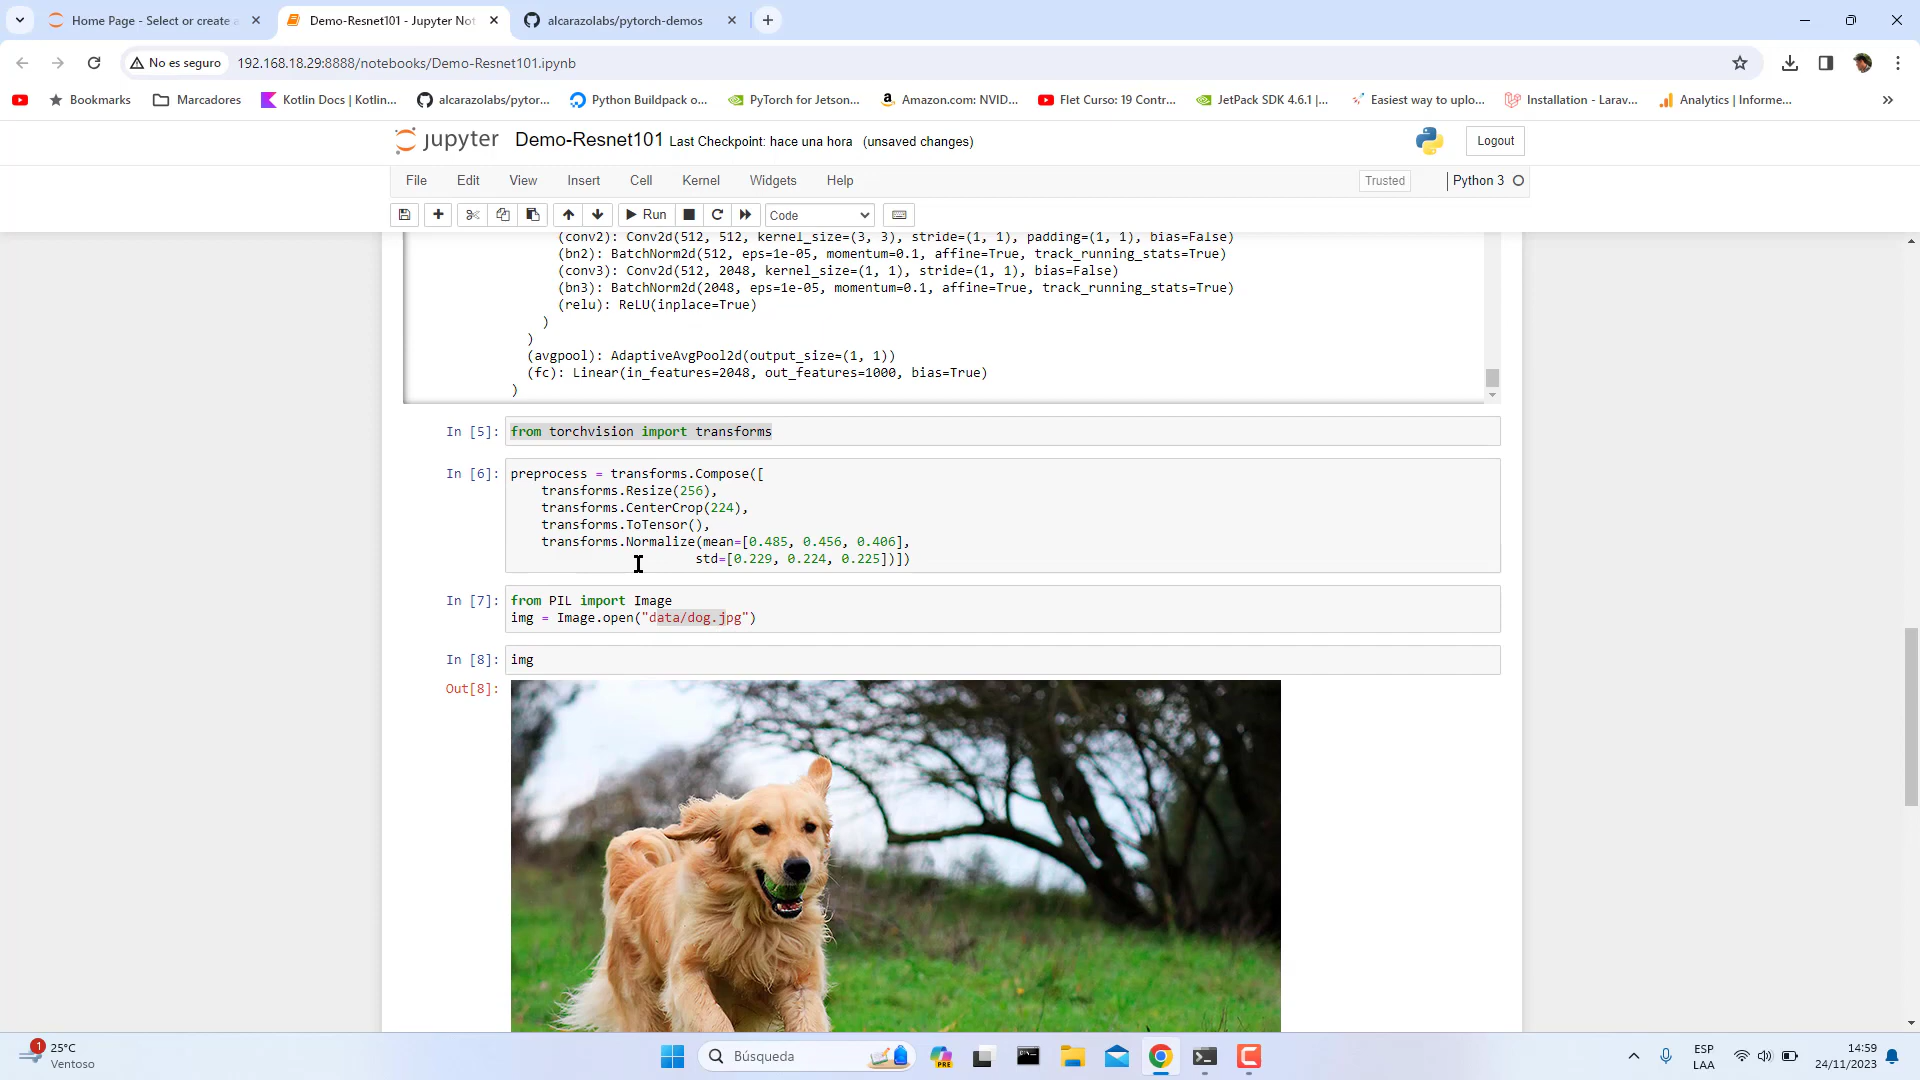 Home Page - Select or create a
Demo-Resnet101 - Jupyter Not
alcarazolabs/pytorch-demos
No es seguro
192.168.18.29:8888/notebooks/Demo-Resnet101.ipynb
Bookmarks
Marcadores
Kotlin Docs | Kotlin...
alcarazolabs/pytor...
Python Buildpack o...
PyTorch for Jetson...
Amazon.com: NVID...
Flet Curso: 19 Contr...
JetPack SDK 4.6.1 |...
Easiest way to uplo...
Installation - Larav...
Analytics | Informe...
jupyter
Demo-Resnet101 Last Checkpoint: hace una hora (unsaved changes)
Logout
File Edit View Insert Cell Kernel Widgets Help
Trusted
Python 3
Run
Code
(conv2): Conv2d(512, 512, kernel_size=(3, 3), stride=(1, 1), padding=(1, 1), bias=False)
(bn2): BatchNorm2d(512, eps=1e-05, momentum=0.1, affine=True, track_running_stats=True)
(conv3): Conv2d(512, 2048, kernel_size=(1, 1), stride=(1, 1), bias=False)
(bn3): BatchNorm2d(2048, eps=1e-05, momentum=0.1, affine=True, track_running_stats=True)
(relu): ReLU(inplace=True)
)
)
(avgpool): AdaptiveAvgPool2d(output_size=(1, 1))
(fc): Linear(in_features=2048, out_features=1000, bias=True)
)
In [5]: from torchvision import transforms
In [6]: preprocess = transforms.Compose([
transforms.Resize(256),
transforms.CenterCrop(224),
transforms.ToTensor(),
transforms.Normalize(mean=[0.485, 0.456, 0.406],
std=[0.229, 0.224, 0.225])])
In [7]: from PIL import Image
img = Image.open("data/dog.jpg")
In [8]: img
Out[8]:
1
25°C
Ventoso
Búsqueda
PRE
ESP
LAA
14:59
24/11/2023